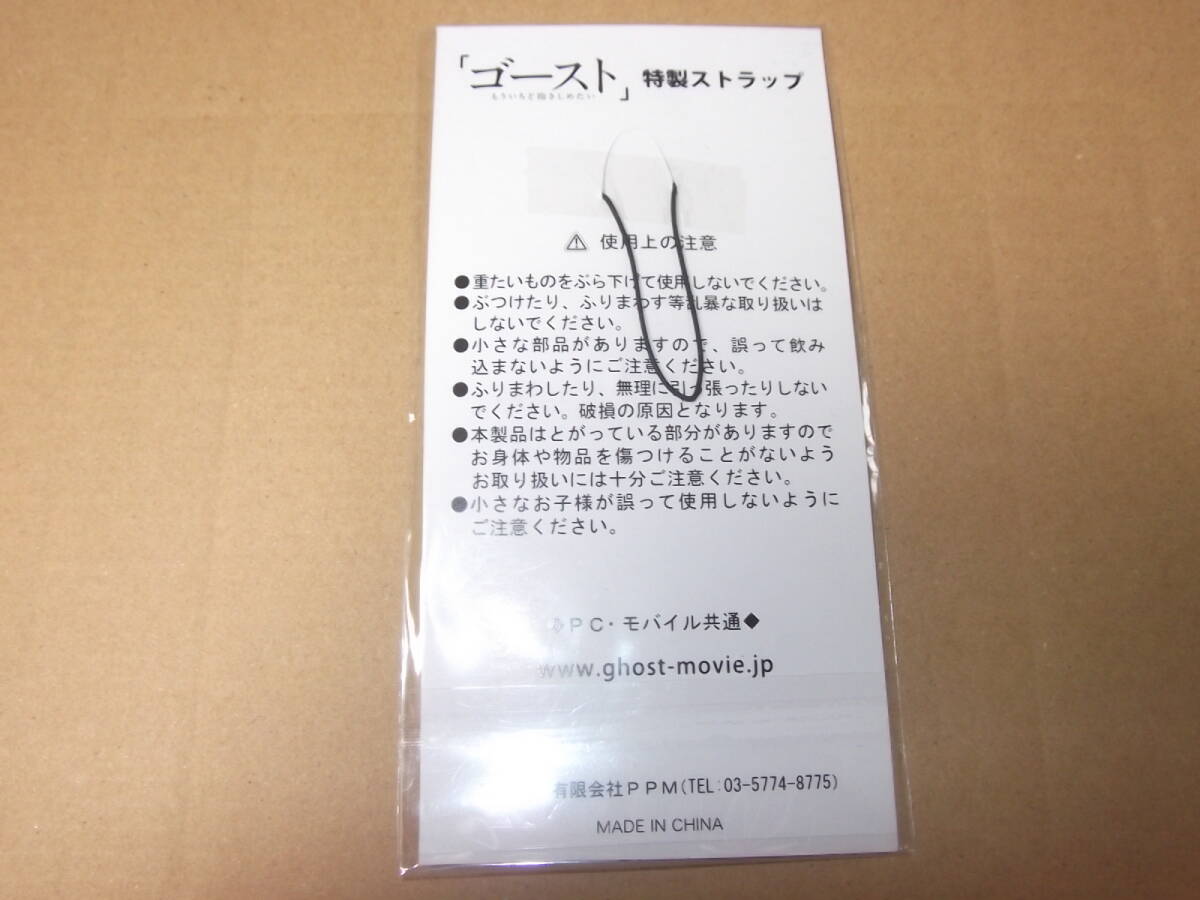 「ゴースト」特製ストラップ
もういちど抱きしめたい
使用上の注意
●重たいものをぶら下げて使用しないでください。
●ぶつけたり、ふりまわす等乱暴な取り扱いは
しないでください。
●小さな部品がありますので、誤って飲み
込まないようにご注意ください。
●ふりまわしたり、無理に引っ張ったりしない
でください。破損の原因となります。
●本製品はとがっている部分がありますので
お身体や物品を傷つけることがないよう
お取り扱いには十分ご注意ください。
●小さなお子様が誤って使用しないように
ご注意ください。
◆PC・モバイル共通◆
www.ghost-movie.jp
有限会社PPM(TEL:03-5774-8775)
MADE IN CHINA